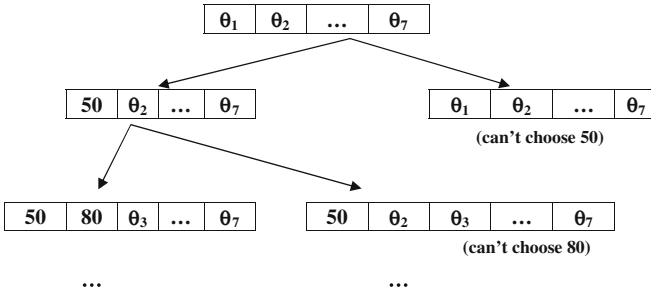 θ₁ θ₂ ... θ₇
50 θ₂ ... θ₇
θ₁ θ₂ ... θ₇
(can't choose 50)
50 80 θ₃ ... θ₇
50 θ₂ θ₃ ... θ₇
(can't choose 80)
...
...